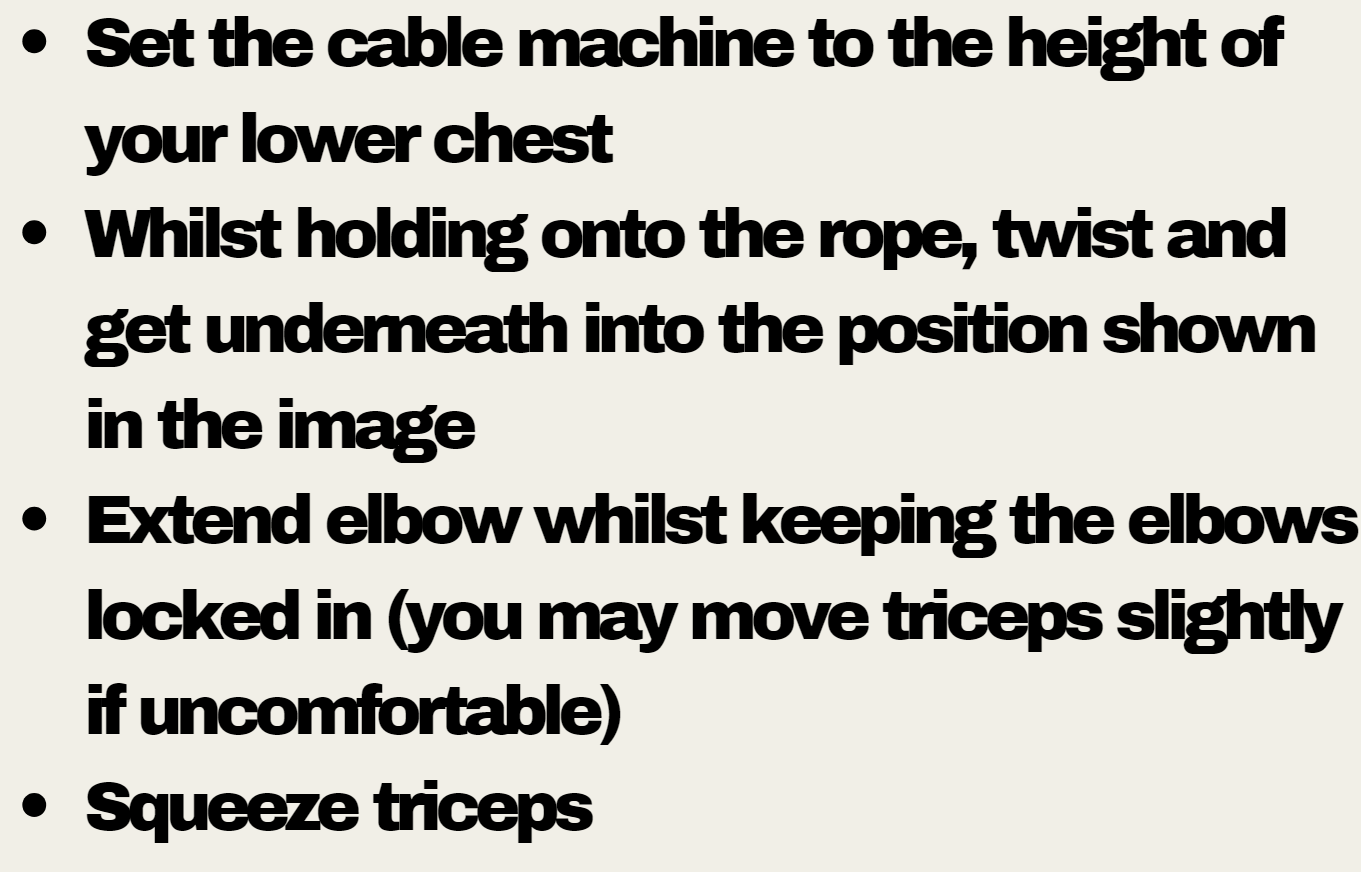 • Set the cable machine to the height of
your lower chest
• Whilst holding onto the rope, twist and
get underneath into the position shown
in the image
• Extend elbow whilst keeping the elbows
locked in (you may move triceps slightly
if uncomfortable)
• Squeeze triceps